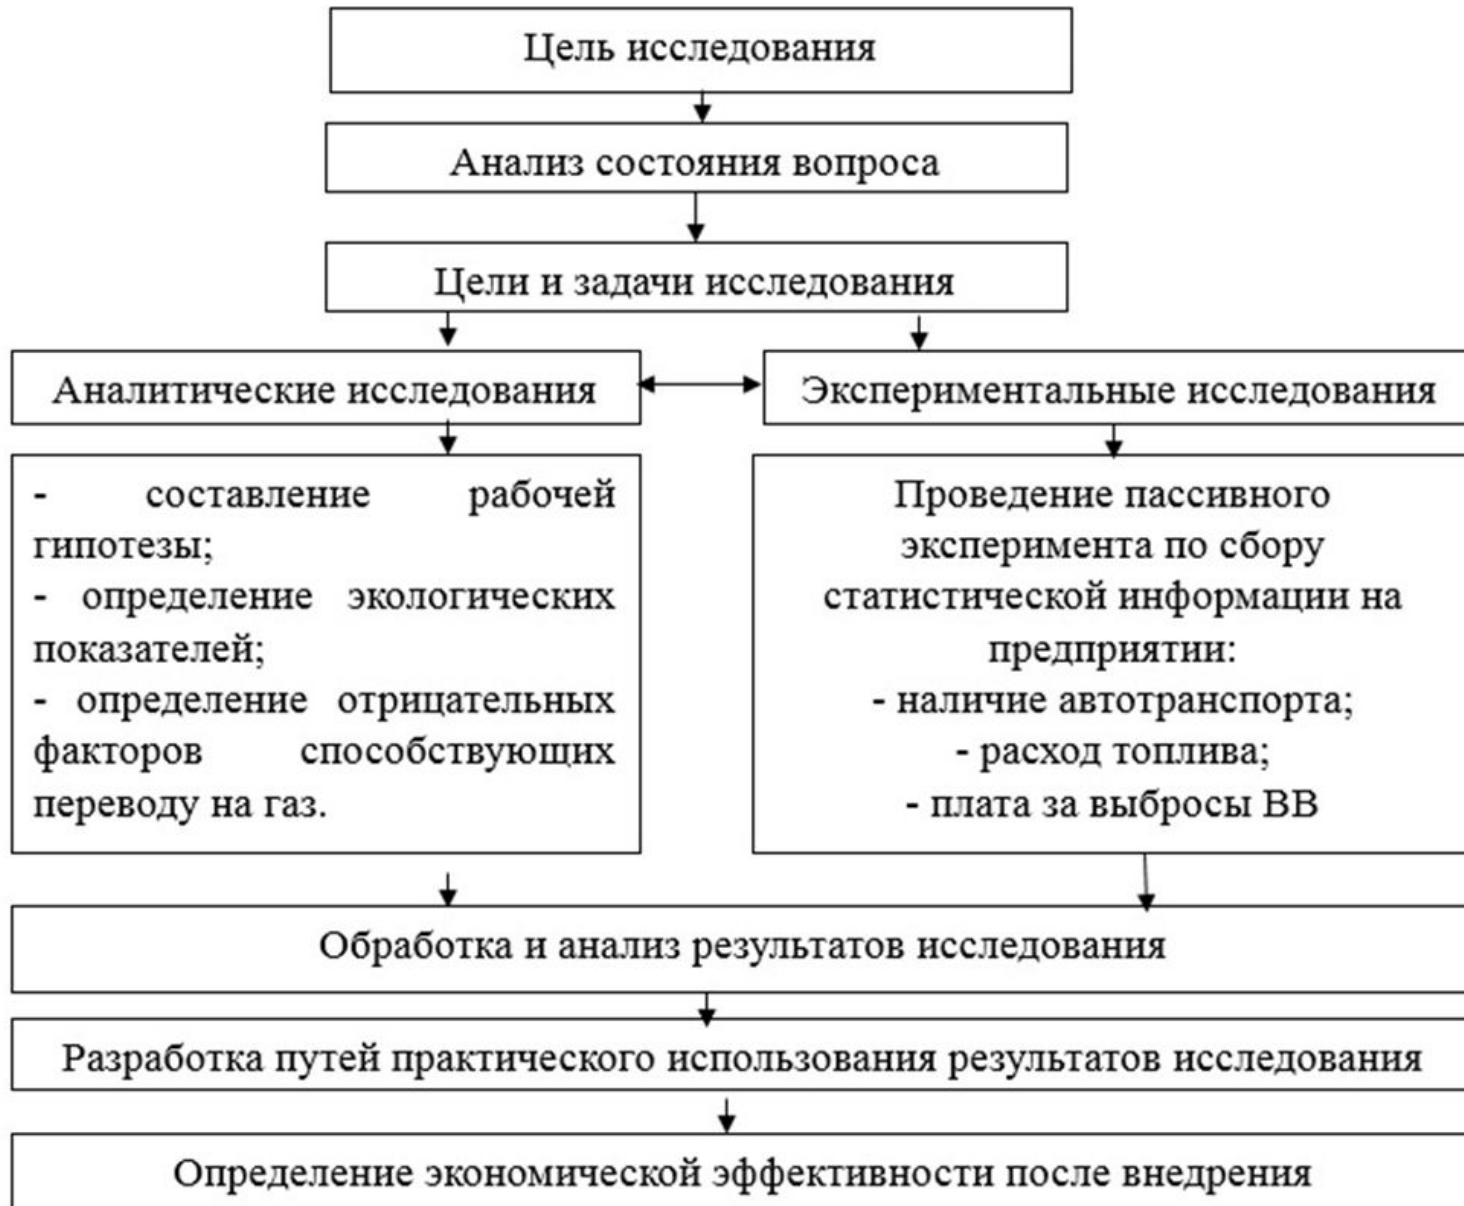 Цель исследования
Анализ состояния вопроса
Цели и задачи исследования
Аналитические исследования
Экспериментальные исследования
- составление рабочей
гипотезы;
- определение экологических
показателей;
- определение отрицательных
факторов способствующих
переводу на газ.
Проведение пассивного
эксперимента по сбору
статистической информации на
предприятии:
- наличие автотранспорта;
- расход топлива;
- плата за выбросы ВВ
Обработка и анализ результатов исследования
Разработка путей практического использования результатов исследования
Определение экономической эффективности после внедрения